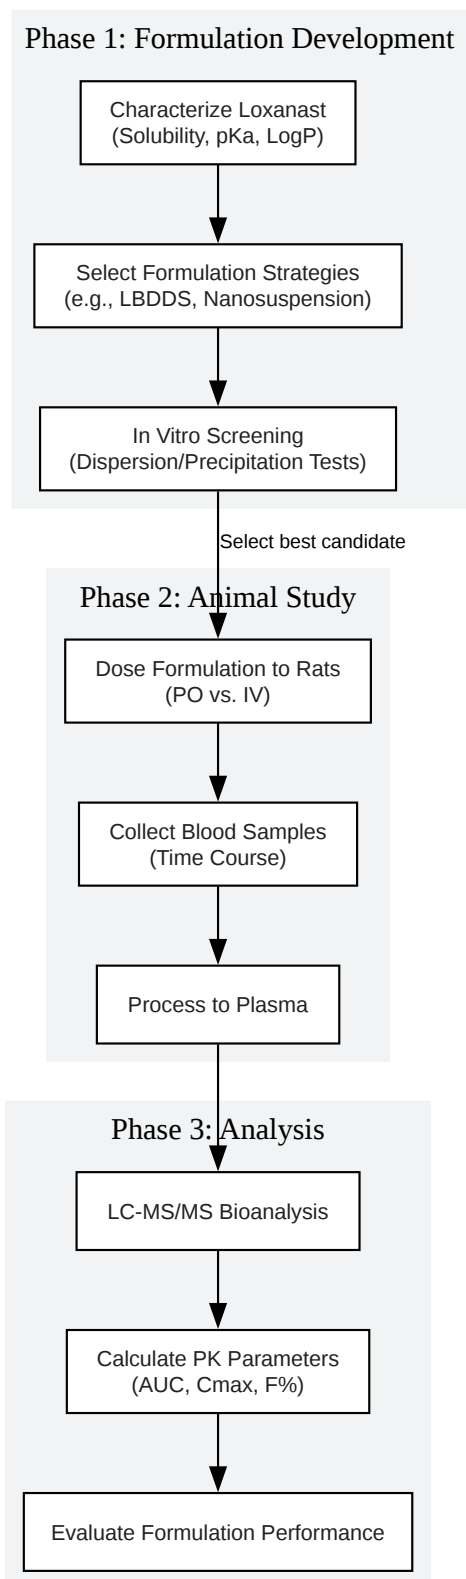 Phase 1: Formulation Development
Characterize Loxanast
(Solubility, pKa, LogP)
Select Formulation Strategies
(e.g., LBDDS, Nanosuspension)
In Vitro Screening
(Dispersion/Precipitation Tests)
Select best candidate
Phase 2: Animal Study
Dose Formulation to Rats
(PO vs. IV)
Collect Blood Samples
(Time Course)
Process to Plasma
Phase 3: Analysis
LC-MS/MS Bioanalysis
Calculate PK Parameters
(AUC, Cmax, F%)
Evaluate Formulation Performance